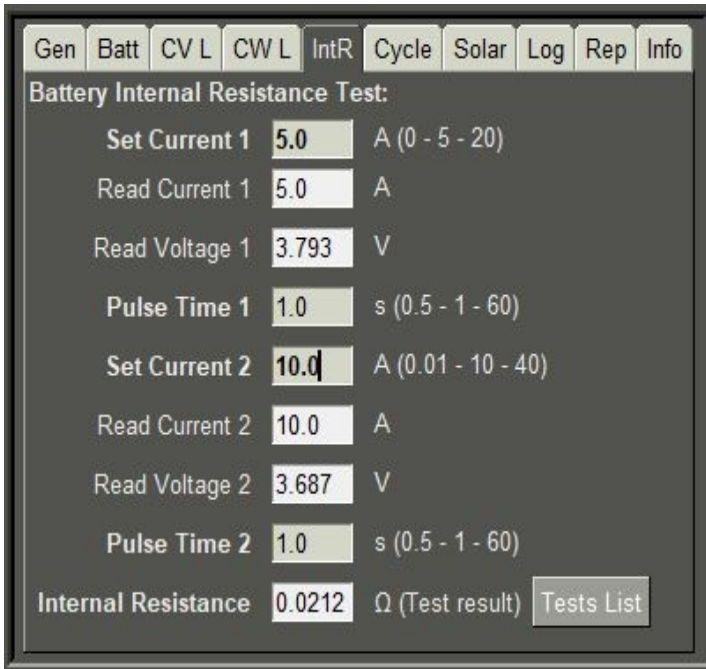 Gen Batt CV L CW L IntR Cycle Solar Log Rep Info
Battery Internal Resistance Test:
Set Current 1 5.0 A (0 - 5 - 20)
Read Current 1 5.0 A
Read Voltage 1 3.793 V
Pulse Time 1 1.0 s (0.5 - 1 - 60)
Set Current 2 10.0 A (0.01 - 10 - 40)
Read Current 2 10.0 A
Read Voltage 2 3.687 V
Pulse Time 2 1.0 s (0.5 - 1 - 60)
Internal Resistance 0.0212 Ω (Test result) Tests List